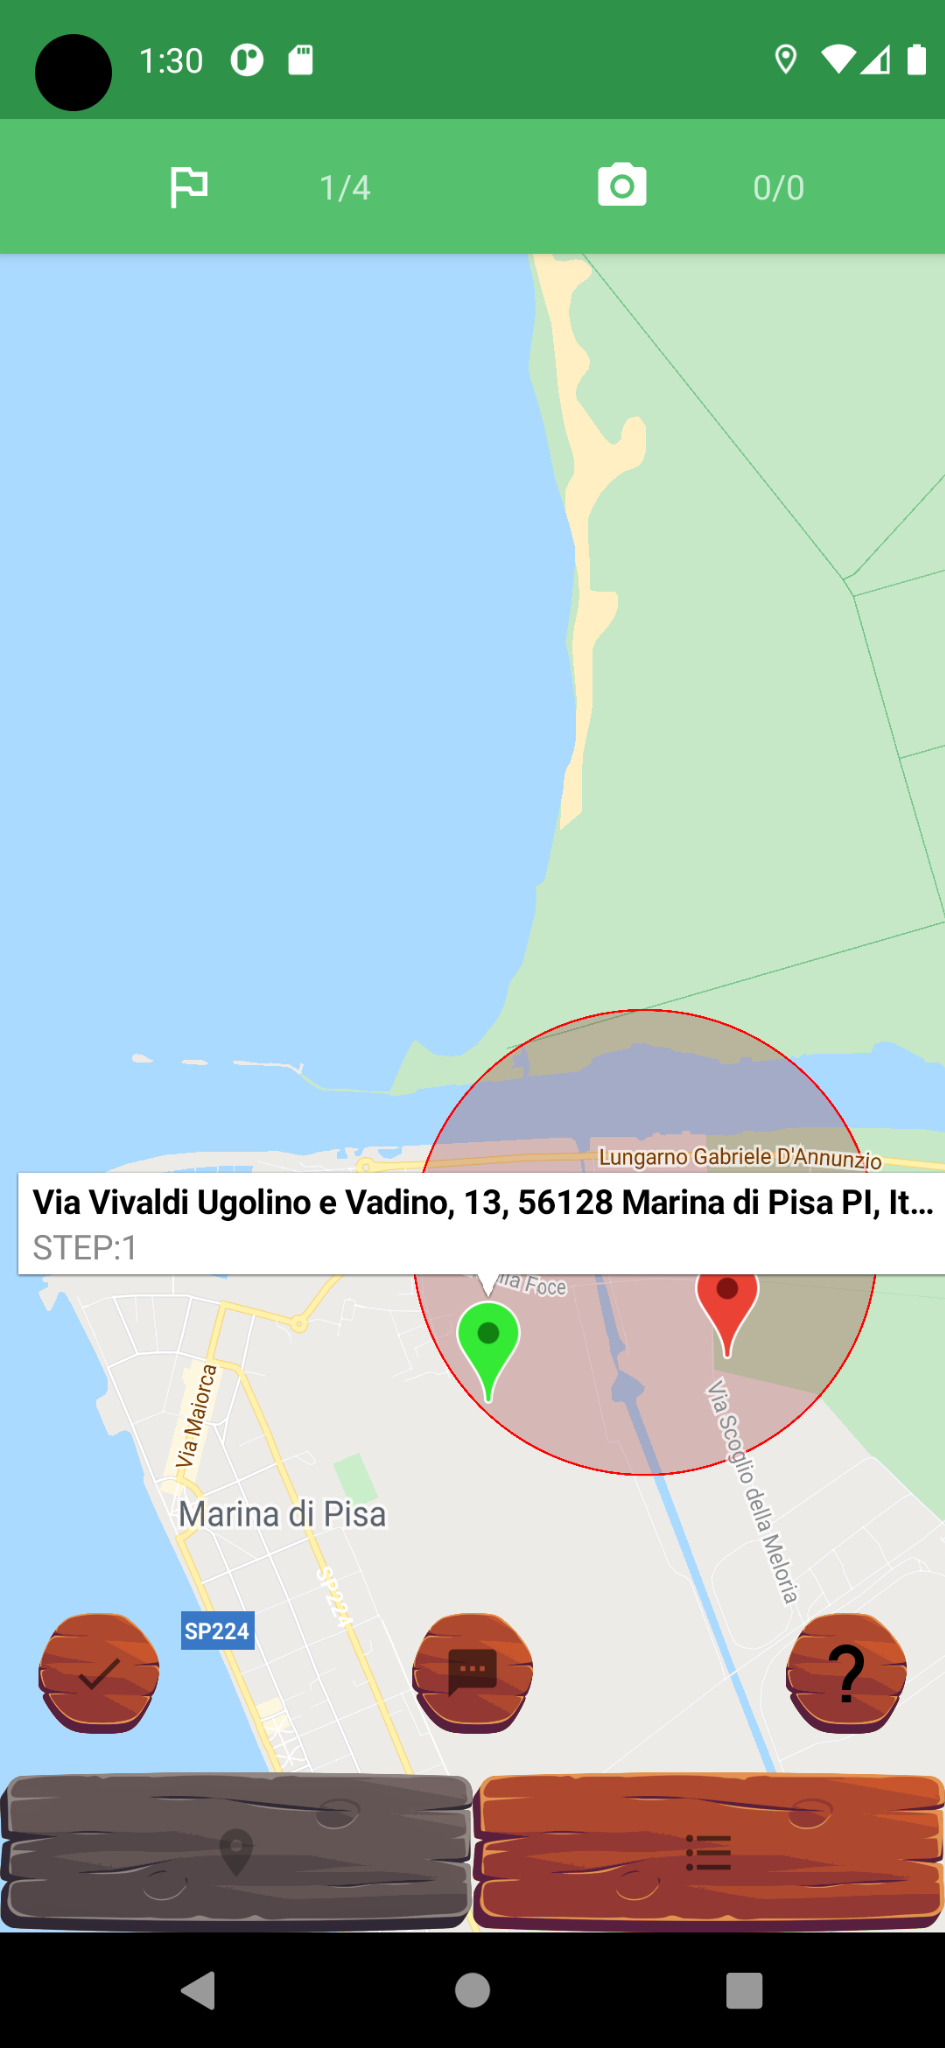 1:30
1/4
0/0
Lungarno Gabriele D'Annunzio
Via Vivaldi Ugolino e Vadino, 13, 56128 Marina di Pisa PI, It...
STEP:1
Foce
Via Maiorca
Via Scoglio della Meloria
Marina di Pisa
SP224
SP224
?